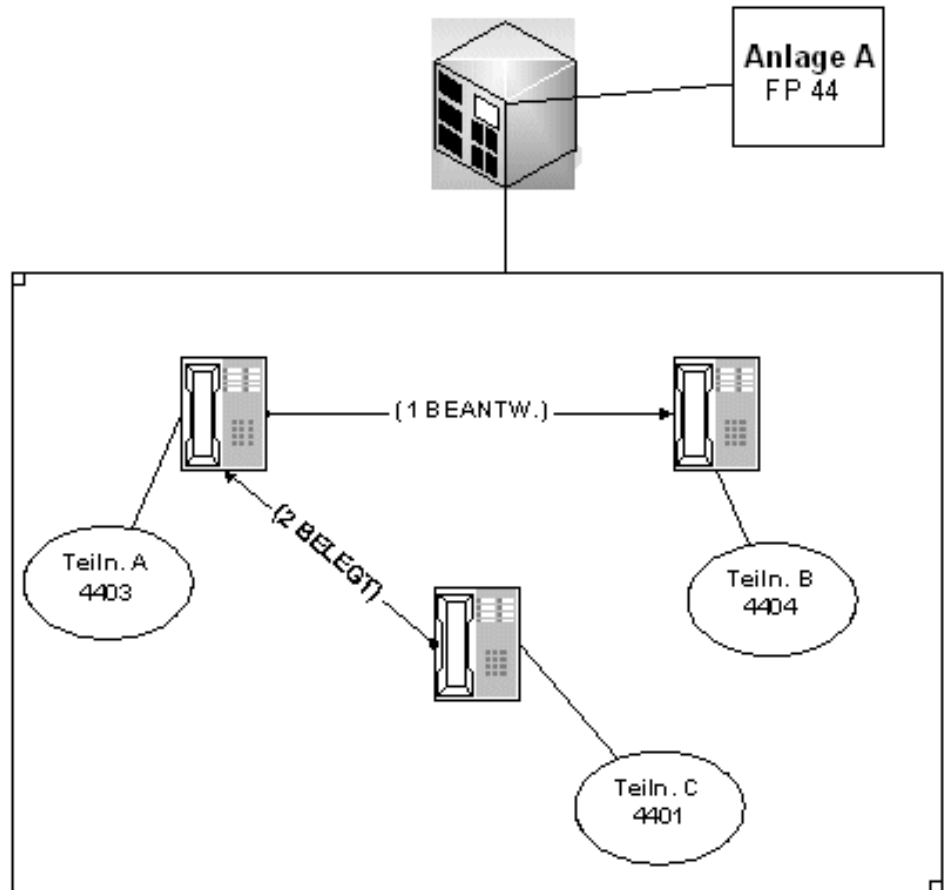 Anlage A
FP 44
(1 BEANTW.)
(2 BELEGT)
Teiln. A
4403
Teiln. B
4404
Teiln. C
4401